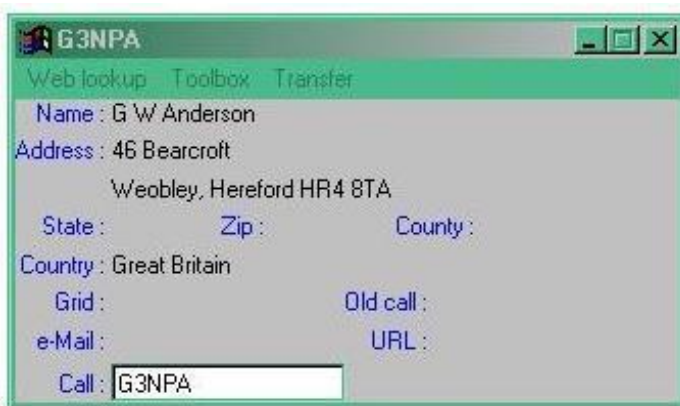 G3NPA
Web lookup Toolbox Transfer
Name : G W Anderson
Address : 46 Bearcroft
Weobley, Hereford HR4 8TA
State : Zip : County :
Country : Great Britain
Grid : Old call :
e-Mail : URL :
Call : G3NPA